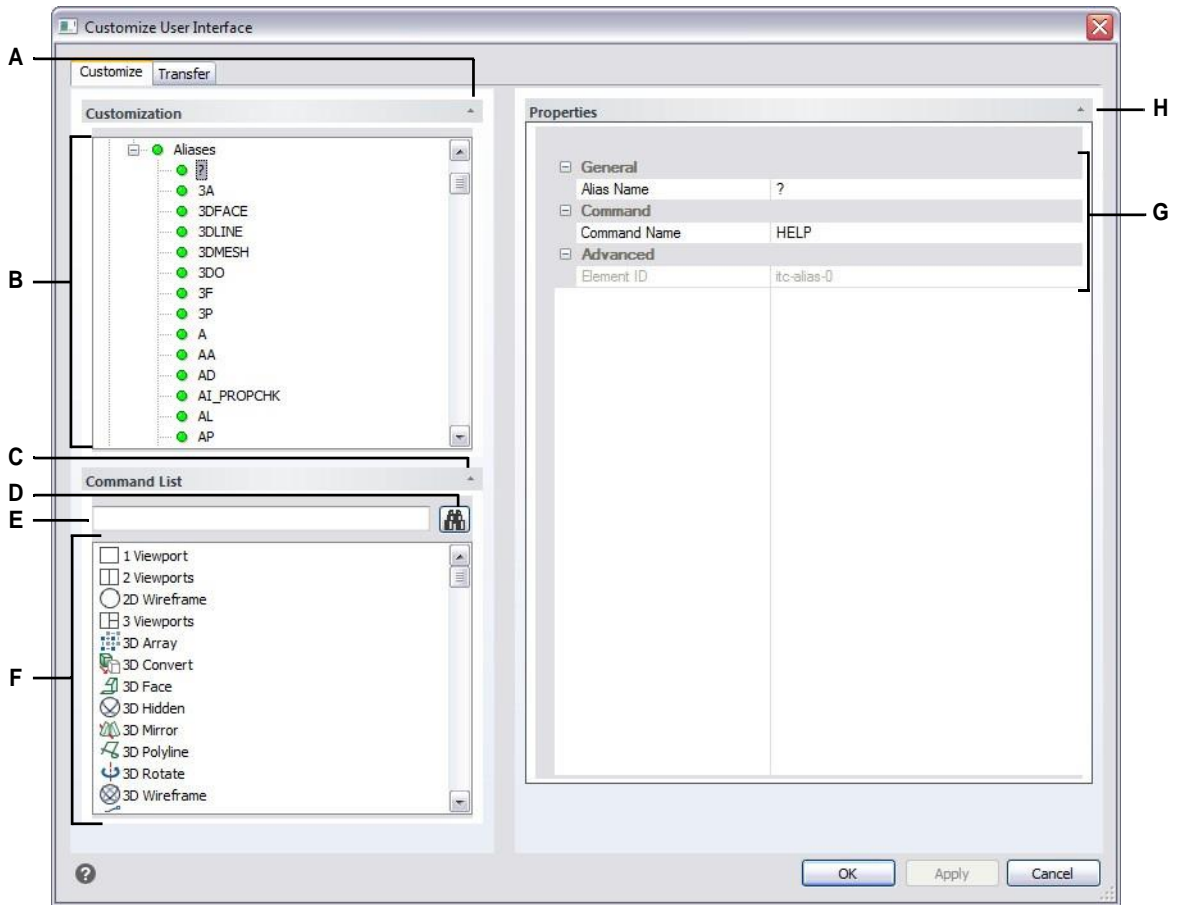 Customize User Interface
A
Customize Transfer
Customization
Properties
H
Aliases
?
3A
3DFACE
3DLINE
3DMESH
3DO
3F
3P
A
AA
AD
AI_PROPCHK
AL
AP
B
General
Alias Name ?
Command
Command Name HELP
Advanced
Element ID itc-alias-0
G
C
Command List
D
E
1 Viewport
2 Viewports
2D Wireframe
3 Viewports
3D Array
3D Convert
3D Face
3D Hidden
3D Mirror
3D Polyline
3D Rotate
3D Wireframe
F
?
OK Apply Cancel